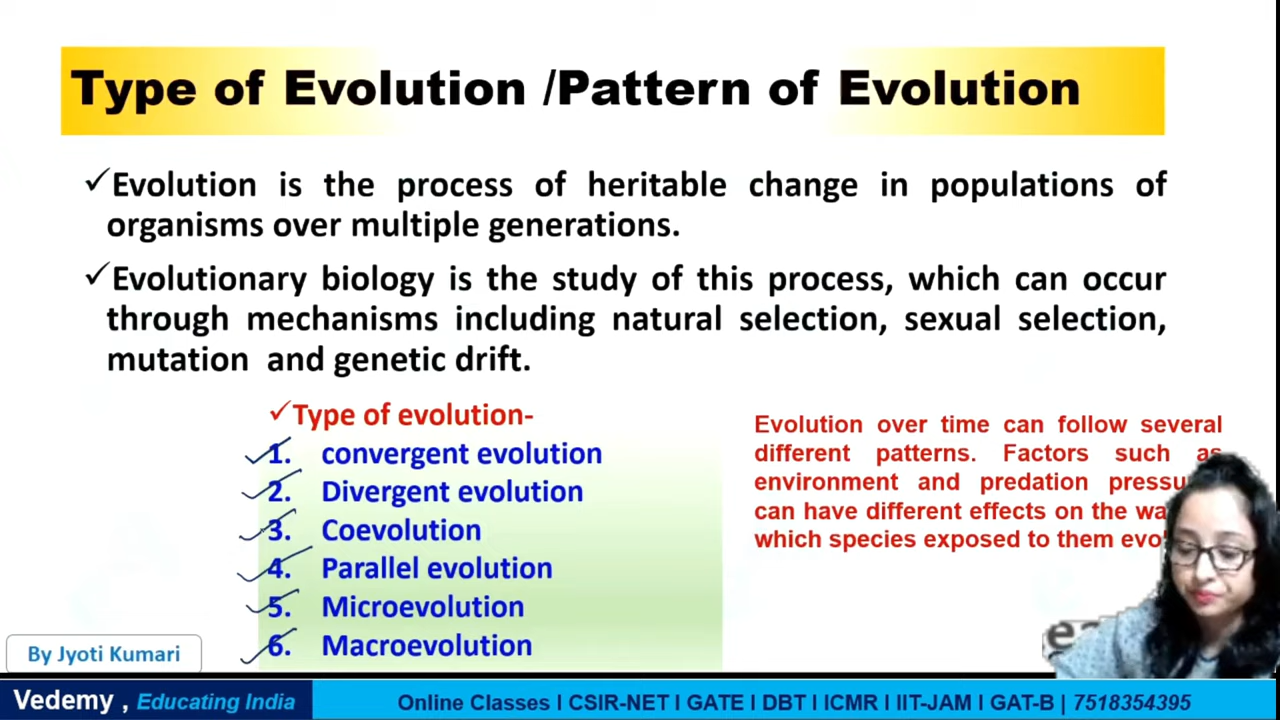 Type of Evolution /Pattern of Evolution
✓Evolution is the process of heritable change in populations of
organisms over multiple generations.
✓Evolutionary biology is the study of this process, which can occur
through mechanisms including natural selection, sexual selection,
mutation and genetic drift.
✓Type of evolution-
1. convergent evolution
2. Divergent evolution
3. Coevolution
4. Parallel evolution
5. Microevolution
6. Macroevolution
Evolution over time can follow several
different patterns. Factors such as
environment and predation
can have different effects on the
which species exposed to them
By Jyoti Kumari
Vedemy , Educating India
Online Classes I CSIR-NET I GATE I DBT I ICMR I IIT-JAM I GAT-B | 7518354395